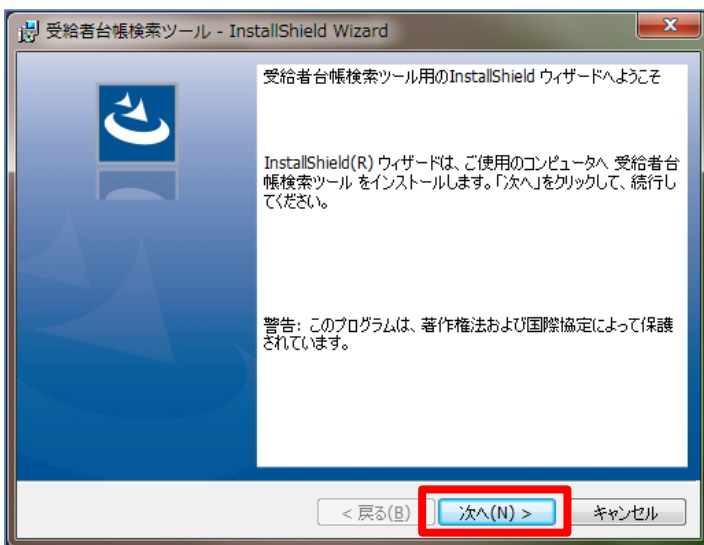 受給者台帳検索ツール - InstallShield Wizard
受給者台帳検索ツール用のInstallShield ウィザードへようこそ
InstallShield(R) ウィザードは、ご使用のコンピュータへ 受給者台
帳検索ツール をインストールします。「次へ」をクリックして、続行し
てください。
警告: このプログラムは、著作権法および国際協定によって保護
されています。
< 戻る(B)
次へ(N) >
キャンセル